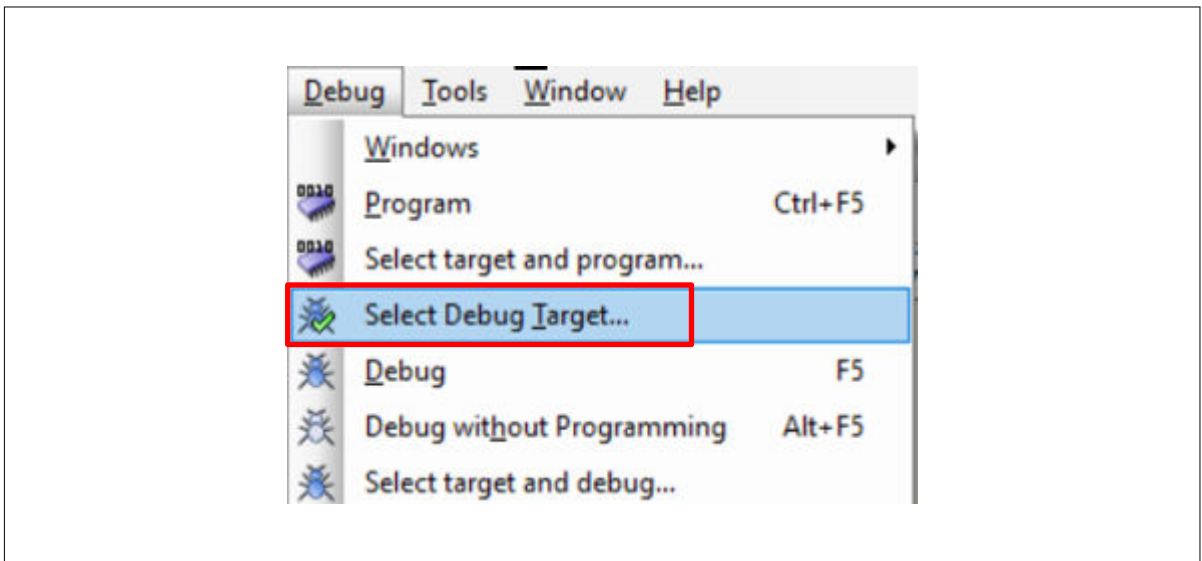 Debug Tools Window Help
Windows
Program Ctrl+F5
Select target and program...
Select Debug Target...
Debug F5
Debug without Programming Alt+F5
Select target and debug...